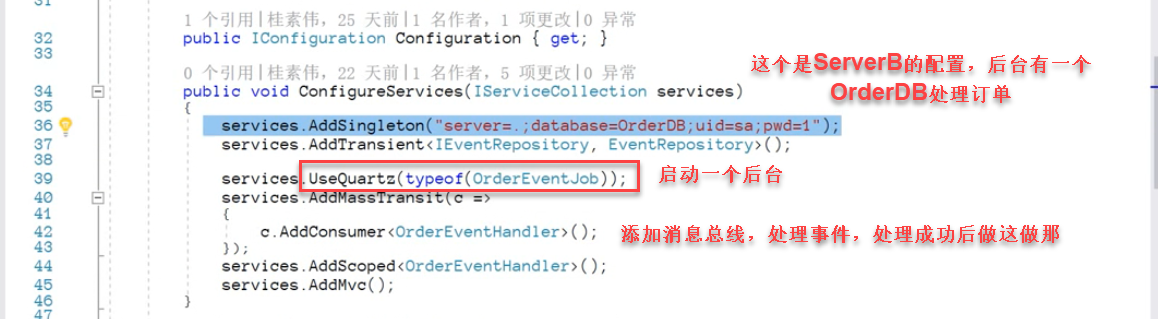 31
1 个引用|桂素伟，25 天前|1 名作者，1 项更改|0 异常
32 public IConfiguration Configuration { get; }
33
0 个引用|桂素伟，22 天前|1 名作者，5 项更改|0 异常
这个是ServerB的配置，后台有一个
34 public void ConfigureServices(IServiceCollection services)
OrderDB处理订单
35 {
36 services.AddSingleton("server=.;database=OrderDB;uid=sa;pwd=1");
37 services.AddTransient<IEventRepository, EventRepository>();
38
39 services.UseQuartz(typeof(OrderEventJob)); 启动一个后台
40 services.AddMassTransit(c =>
41 {
42 c.AddConsumer<OrderEventHandler>(); 添加消息总线，处理事件，处理成功后做这做那
43 });
44 services.AddScoped<OrderEventHandler>();
45 services.AddMvc();
46 }
47